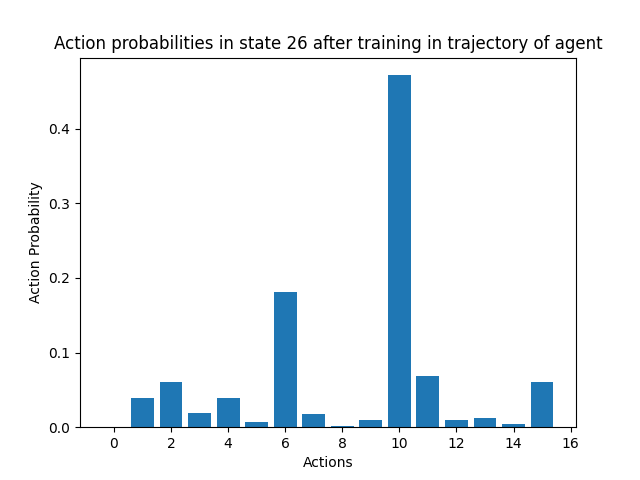 Action probabilities in state 26 after training in trajectory of agent
Action Probability
0.4
0.3
0.2
0.1
0.0
0 2 4 6 8 10 12 14 16
Actions